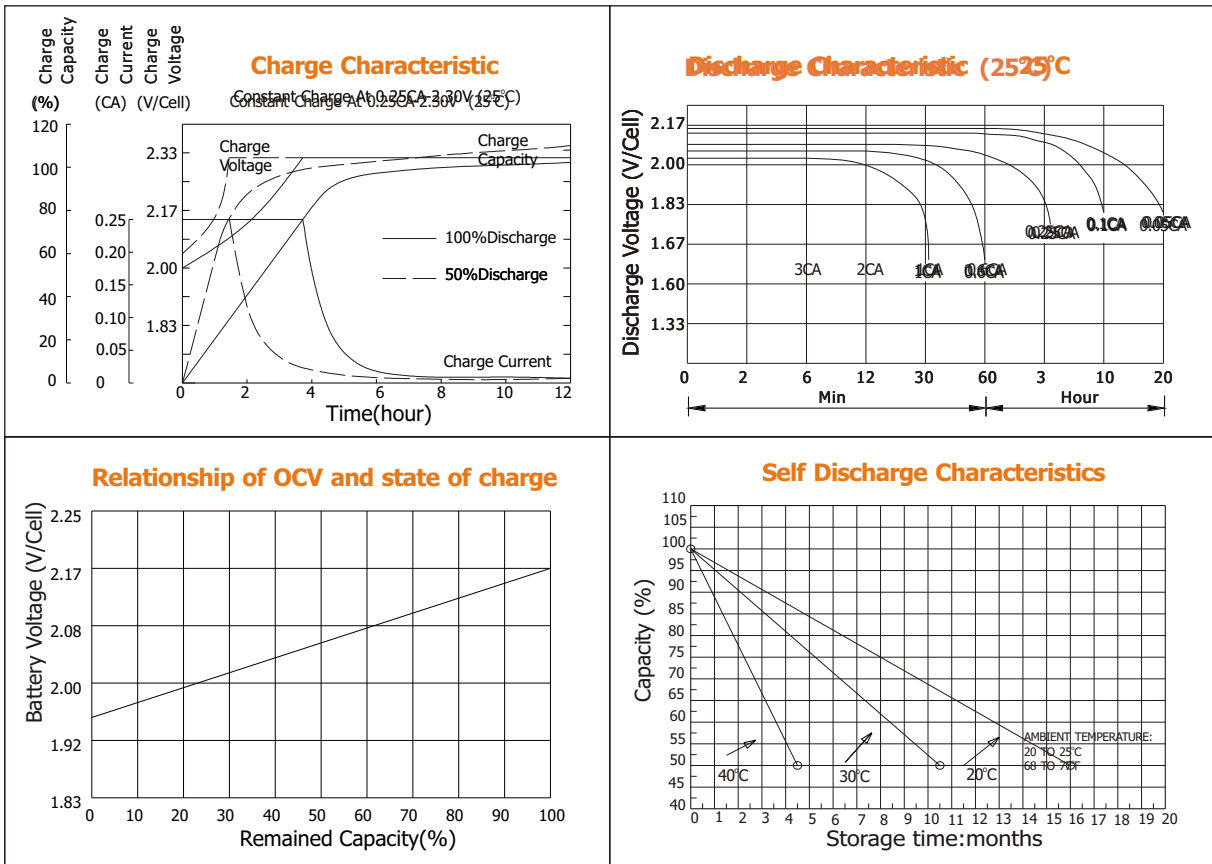 Charge Capacity
(%)
Charge Current
(CA)
Charge Voltage
(V/Cell)
Charge Characteristic
Constant Charge At 0.25CA-2.30V (25°C)
120
100
80
60
40
20
0
0.25
0.20
0.15
0.10
0.05
0
2.33
2.17
2.00
1.83
Charge
Voltage
Charge
Capacity
100%Discharge
50%Discharge
Charge Current
0 2 4 6 8 10 12
Time(hour)
Discharge Characteristic (25°C)
Discharge Voltage (V/Cell)
2.17
2.00
1.83
1.67
1.60
1.33
3CA 2CA 1CA 0.6CA 0.25CA 0.1CA 0.05CA
0 2 6 12 30 60 3 10 20
Min Hour
Relationship of OCV and state of charge
Battery Voltage (V/Cell)
2.25
2.17
2.08
2.00
1.92
1.83
0 10 20 30 40 50 60 70 80 90 100
Remained Capacity(%)
Self Discharge Characteristics
Capacity (%)
110
105
100
95
90
85
80
75
70
65
60
55
50
45
40
40°C
30°C
20°C
AMBIENT TEMPERATURE:
20 TO 25°C
68 TO 77°F
0 1 2 3 4 5 6 7 8 9 10 11 12 13 14 15 16 17 18 19 20
Storage time:months